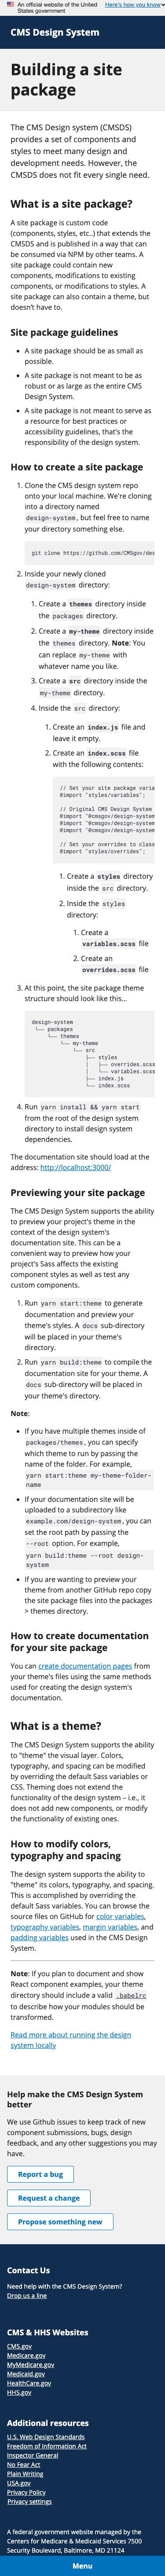 An official website of the United
States government
Here's how you know
CMS Design System
Building a site
package
The CMS Design system (CMSDS)
provides a set of components and
styles to meet many design and
development needs. However, the
CMSDS does not fit every single need.
What is a site package?
A site package is custom code
(components, styles, etc..) that extends the
CMSDS and is published in a way that can
be consumed via NPM by other teams. A
site package could contain new
components, modifications to existing
components, or modifications to styles. A
site package can also contain a theme, but
doesn't have to.
Site package guidelines
• A site package should be as small as
possible.
• A site package is not meant to be as
robust or as large as the entire CMS
Design System.
• A site package is not meant to serve as
a resource for best practices or
accessibility guidelines, that's the
responsibility of the design system.
How to create a site package
1. Clone the CMS Design system repo
onto your local machine. We're cloning
into a directory named
design-system, but feel free to name
your directory something else.
git clone https://github.com/CMSgov/des
2. Inside your newly cloned
design-system directory:
1. Create a themes directory inside
the packages directory.
2. Create a my-theme directory inside
the themes directory. Note: You
can replace my-theme with
whatever name you like.
3. Create a src directory inside the
my-theme directory.
4. Inside the src directory:
1. Create an index.js file and
leave it empty.
2. Create an index.scss file
with the following contents:
// Set your site package varia
@import "styles/variables";
// Original CMS Design System
@import "@cmsgov/design-system
@import "@cmsgov/design-system
@import "@cmsgov/design-system
// Set your overrides to class
@import "styles/overrides";
1. Create a styles directory
inside the src directory.
2. Inside the styles
directory:
1. Create a
variables.scss file
2. Create an
overrides.scss file
3. At this point, the site package theme
structure should look like this...
design-system
└── packages
└── themes
└── my-theme
└── src
├── styles
│ ├── overrides.scss
│ └── variables.scss
├── index.js
└── index.scss
4. Run yarn install && yarn start
from the root of the design system
directory to install design system
dependencies.
The documentation site should load at the
address: http://localhost:3000/
Previewing your site package
The CMS Design System supports the ability
to preview your project's theme in the
context of the design system's
documentation site. This can be a
convenient way to preview how your
project's Sass affects the existing
components as well as test any custom
components.
1. Run yarn start:theme to generate
documentation and preview your
theme's styles. A docs sub-directory
will be placed in your theme's
directory.
2. Run yarn build:theme to compile the
documentation site for your theme. A
docs sub-directory will be placed in
your theme's directory.
Note:
• If you have multiple themes inside of
packages/themes, you can specify
which theme to run by passing the
name of the folder. For example,
yarn start:theme my-theme-folder-
name
• If your documentation site will be
uploaded to a subdirectory like
example.com/design-system, you can
set the root path by passing the
--root option. For example,
yarn build:theme --root design-
system
• If you are wanting to preview your
theme from another GitHub repo copy
the site package files into the packages
> themes directory.
How to create documentation
for your site package
You can create documentation pages from
your theme's files using the same methods
used for creating the design system's
documentation.
What is a theme?
The CMS Design System supports the ability
to "theme" the visual layer. Colors,
typography, and spacing can be modified
by overriding the default Sass variables or
CSS. Theming does not extend the
functionality of the design system – i.e., it
does not add new components, or modify
the functionality of existing ones.
How to modify colors,
typography and spacing
The design system supports the ability to
"theme" its colors, typography, and spacing.
This is accomplished by overriding the
default Sass variables. You can browse the
source files on GitHub for color variables,
typography variables, margin variables, and
padding variables used in the CMS Design
System.
Note: If you plan to document and show
React component examples, your theme
directory should include a valid .babelrc
to describe how your modules should be
transformed.
Read more about running the design
system locally
Help make the CMS Design System
better
We use Github issues to keep track of new
component submissions, bugs, design
feedback, and any other suggestions you may
have.
Report a bug
Request a change
Propose something new
Contact Us
Need help with the CMS Design System?
Drop us a line
CMS & HHS Websites
CMS.gov
Medicare.gov
MyMedicare.gov
Medicaid.gov
HealthCare.gov
HHS.gov
Additional resources
U.S. Web Design Standards
Freedom of Information Act
Inspector General
No Fear Act
Plain Writing
USA.gov
Privacy Policy
Privacy settings
A federal government website managed by the
Centers for Medicare & Medicaid Services 7500
Security Boulevard, Baltimore, MD 21124
Menu